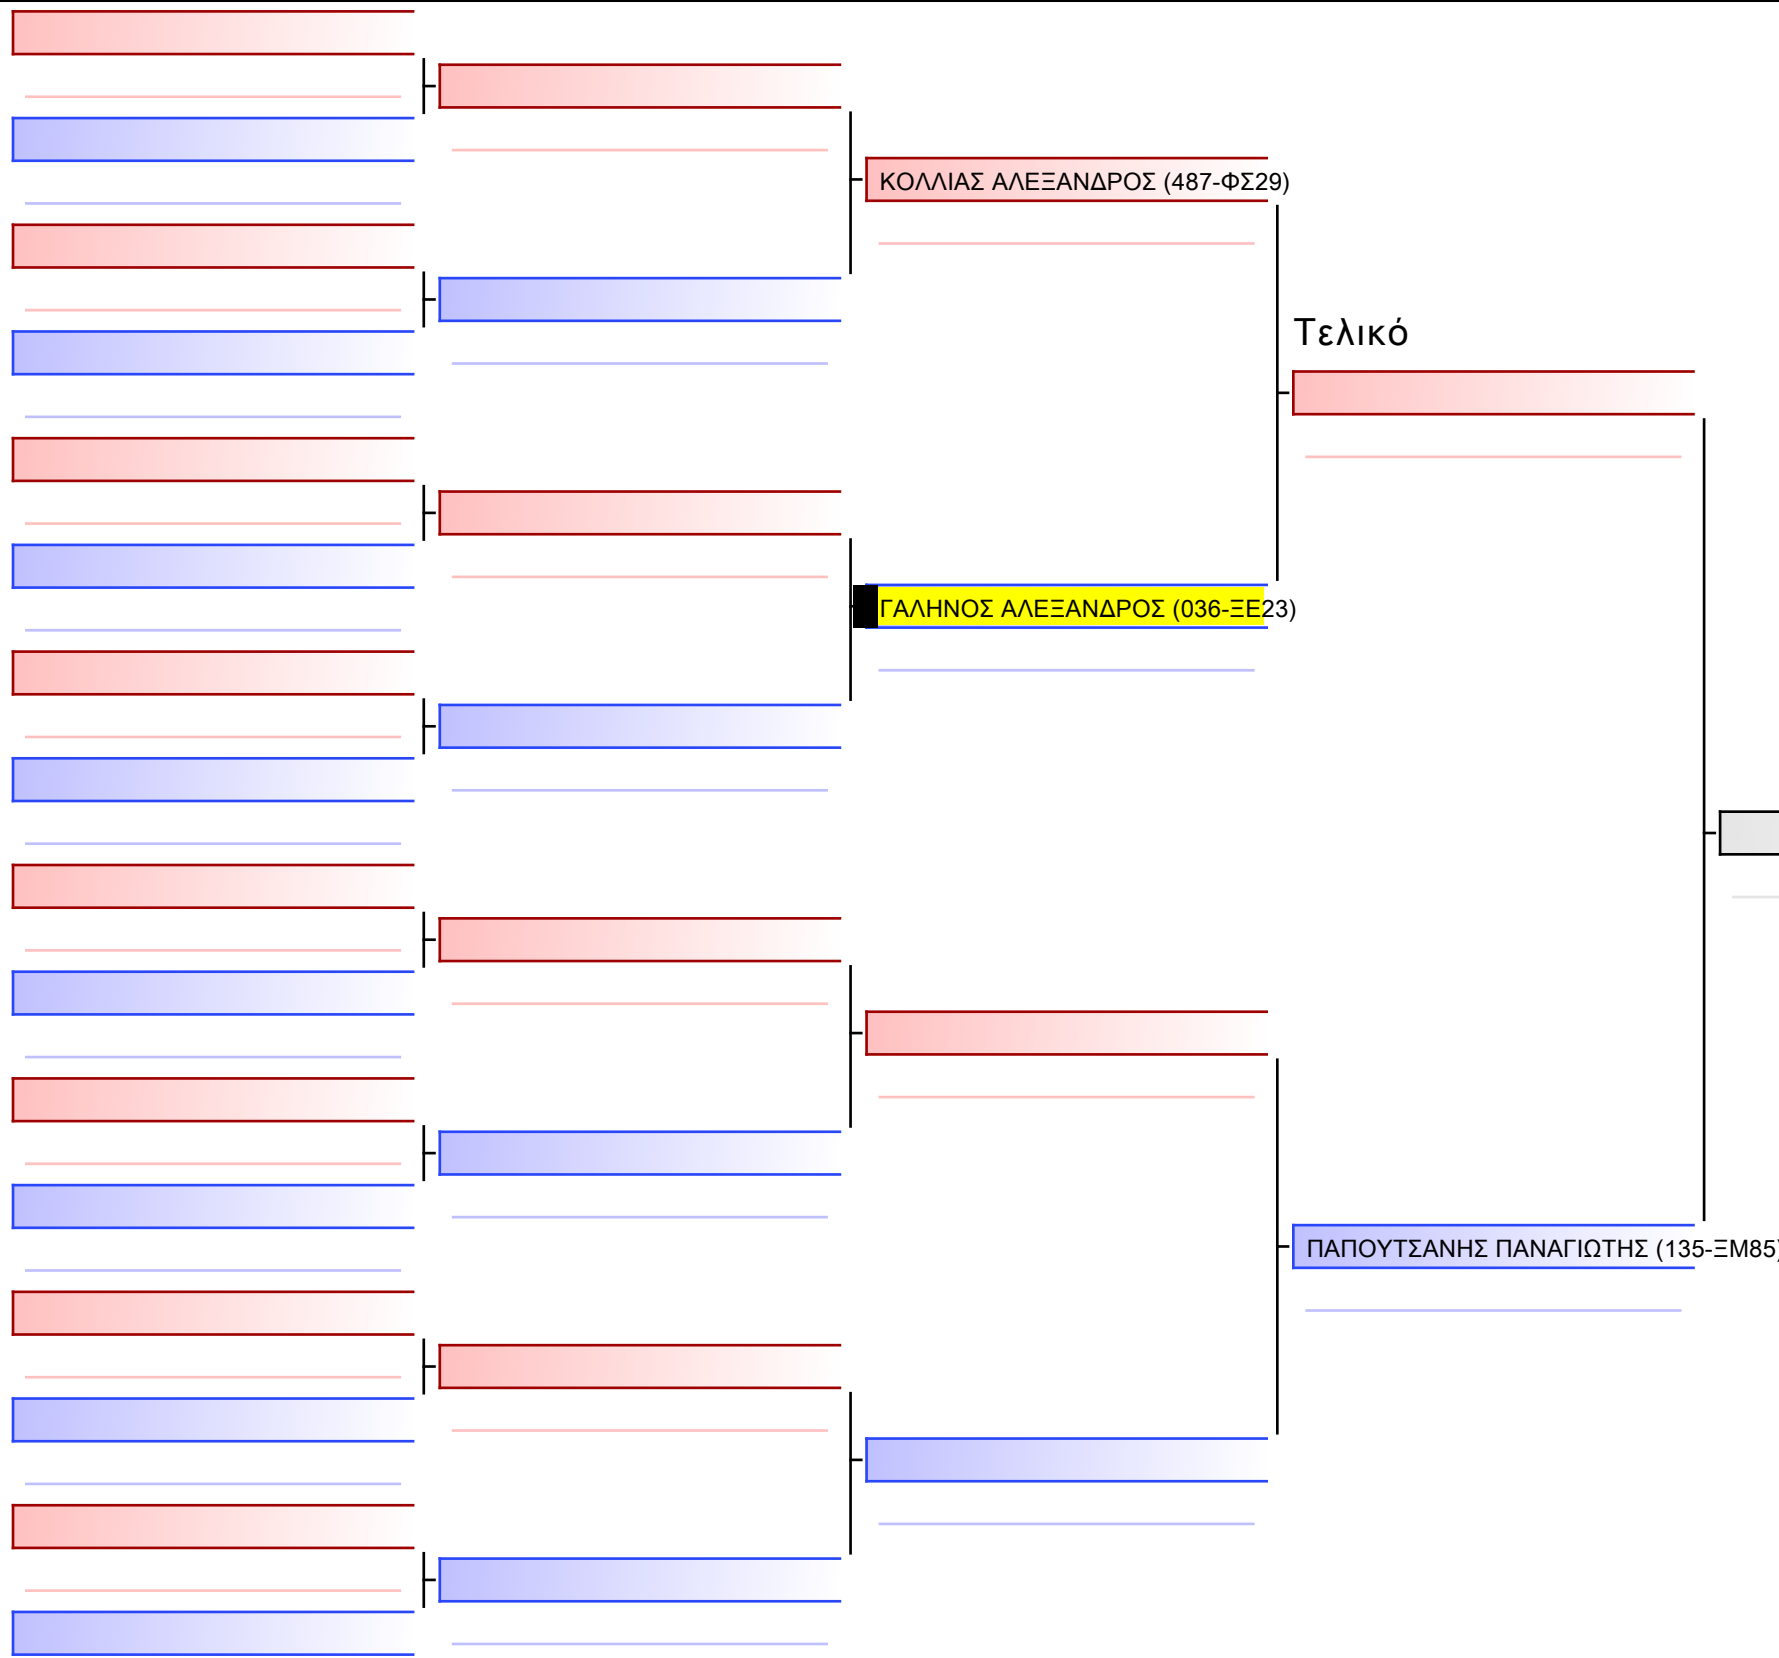 ΚΟΛΛΙΑΣ ΑΛΕΞΑΝΔΡΟΣ (487-ΦΣ29)
Τελικό
ΓΑΛΗΝΟΣ ΑΛΕΞΑΝΔΡΟΣ (036-ΞΕ23)
ΠΑΠΟΥΤΣΑΝΗΣ ΠΑΝΑΓΙΩΤΗΣ (135-ΞΜ85)